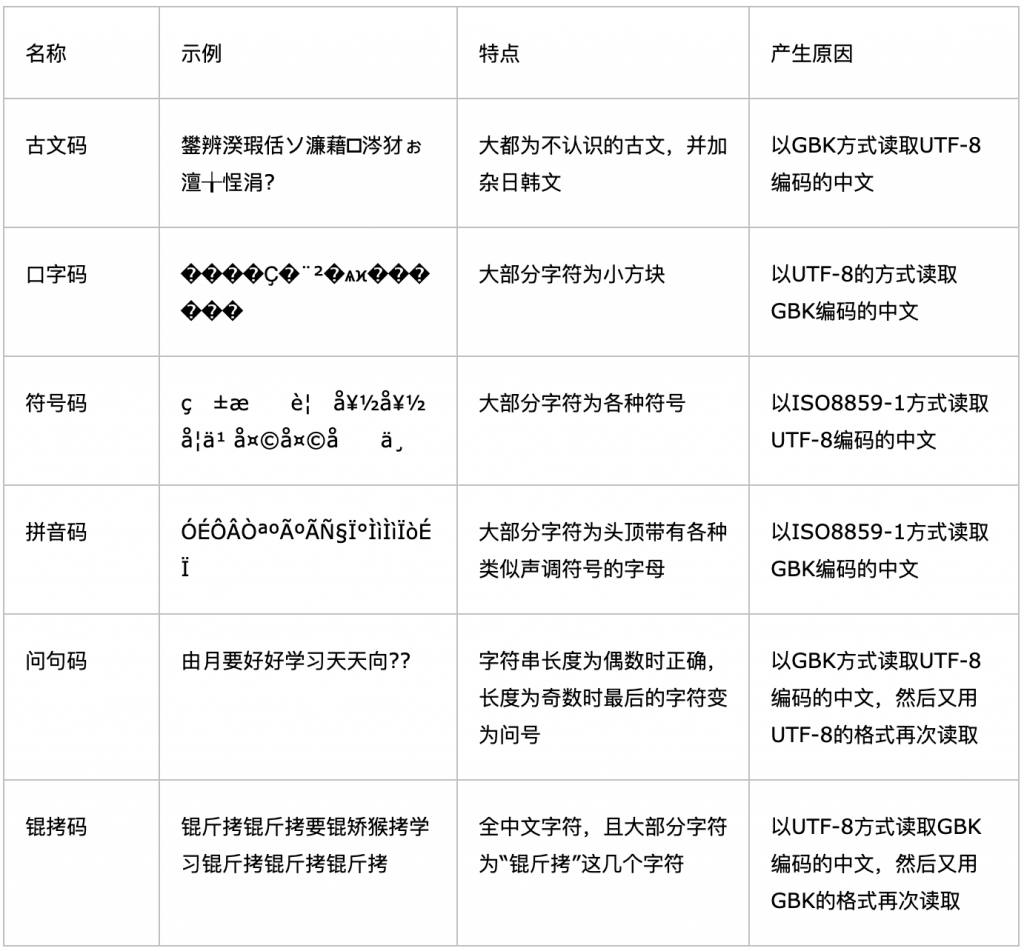 名称
示例
特点
产生原因
古文码
鐢辨湀瑕佸ソ濂藉□涔犲ぉ
澶╁悜涓?
大都为不认识的古文，并加
杂日韩文
以GBK方式读取UTF-8
编码的中文
口字码
����Ç�¨²�ѧϰ���
���
大部分字符为小方块
以UTF-8的方式读取
GBK编码的中文
符号码
ç ±æ è¦ å¥½å¥½
å¦ä¹ å¤©å¤©å ä¸
大部分字符为各种符号
以ISO8859-1方式读取
UTF-8编码的中文
拼音码
ÓÉÔÂÒªºÃºÃÑ§Ï°ÌìÌìÏòÉ
Ï
大部分字符为头顶带有各种
类似声调符号的字母
以ISO8859-1方式读取
GBK编码的中文
问句码
由月要好好学习天天向??
字符串长度为偶数时正确，
长度为奇数时最后的字符变
为问号
以GBK方式读取UTF-8
编码的中文，然后又用
UTF-8的格式再次读取
锟拷码
锟斤拷锟斤拷要锟矫猴拷学
习锟斤拷锟斤拷锟斤拷
全中文字符，且大部分字符
为“锟斤拷”这几个字符
以UTF-8方式读取GBK
编码的中文，然后又用
GBK的格式再次读取